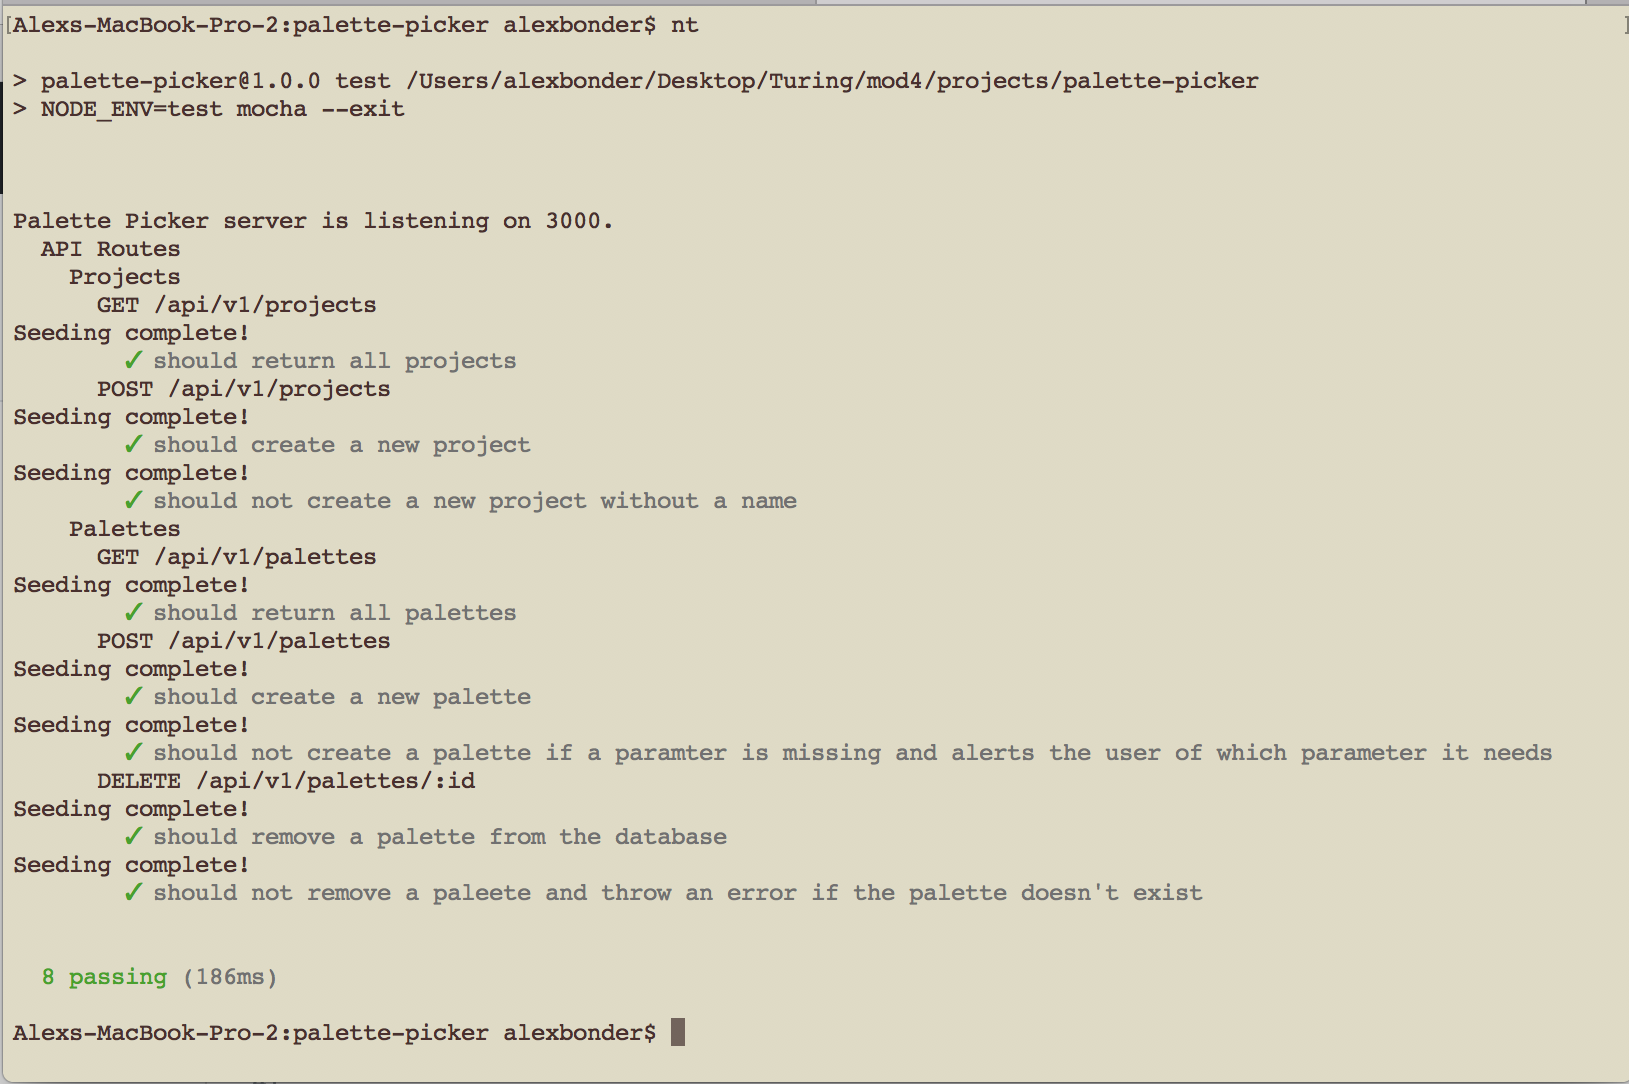 [Alexs-MacBook-Pro-2:palette-picker alexbonder$ nt ]
> palette-picker@1.0.0 test /Users/alexbonder/Desktop/Turing/mod4/projects/palette-picker
> NODE_ENV=test mocha --exit
Palette Picker server is listening on 3000.
API Routes
Projects
GET /api/v1/projects
Seeding complete!
✓ should return all projects
POST /api/v1/projects
Seeding complete!
✓ should create a new project
Seeding complete!
✓ should not create a new project without a name
Palettes
GET /api/v1/palettes
Seeding complete!
✓ should return all palettes
POST /api/v1/palettes
Seeding complete!
✓ should create a new palette
Seeding complete!
✓ should not create a palette if a paramter is missing and alerts the user of which parameter it needs
DELETE /api/v1/palettes/:id
Seeding complete!
✓ should remove a palette from the database
Seeding complete!
✓ should not remove a paleete and throw an error if the palette doesn't exist
8 passing (186ms)
Alexs-MacBook-Pro-2:palette-picker alexbonder$